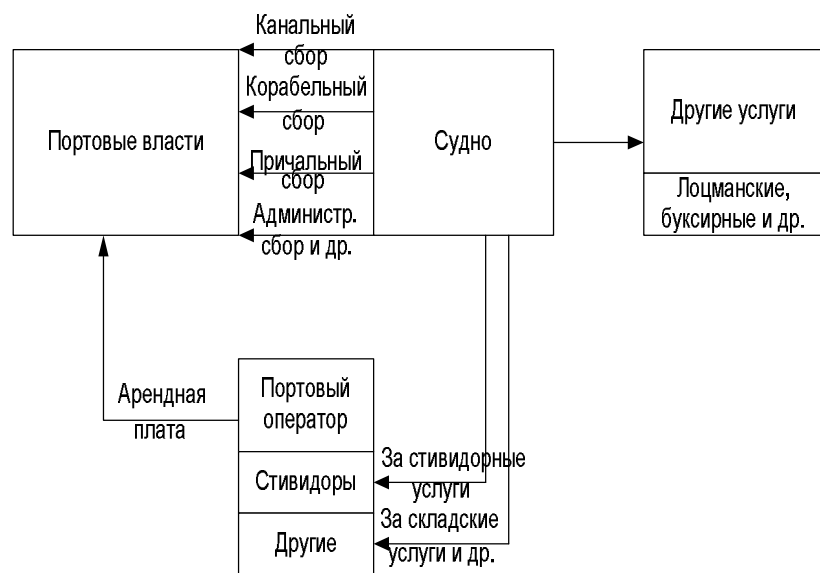 Канальный
сбор
Корабельный
сбор
Причальный
сбор
Администр.
сбор и др.
Портовые власти
Судно
Другие услуги
Лоцманские,
буксирные и др.
Арендная
плата
Портовый
оператор
Стивидоры
Другие
За стивидорные
услуги
За складские
услуги и др.